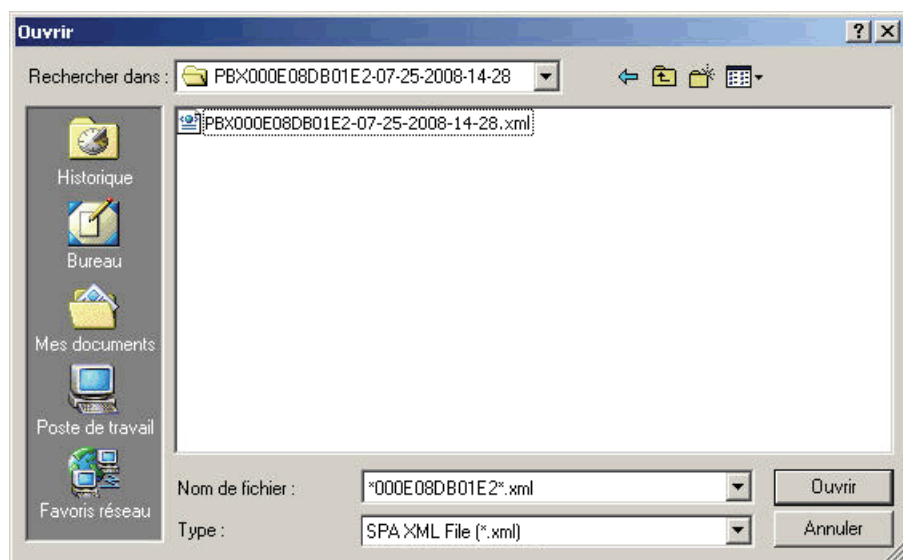 Ouvrir
Rechercher dans : PBX000E08DB01E2-07-25-2008-14-28
PBX000E08DB01E2-07-25-2008-14-28.xml
Historique
Bureau
Mes documents
Poste de travail
Favoris réseau
Nom de fichier : *000E08DB01E2*.xml Ouvrir
Type : SPA XML File (*.xml) Annuler